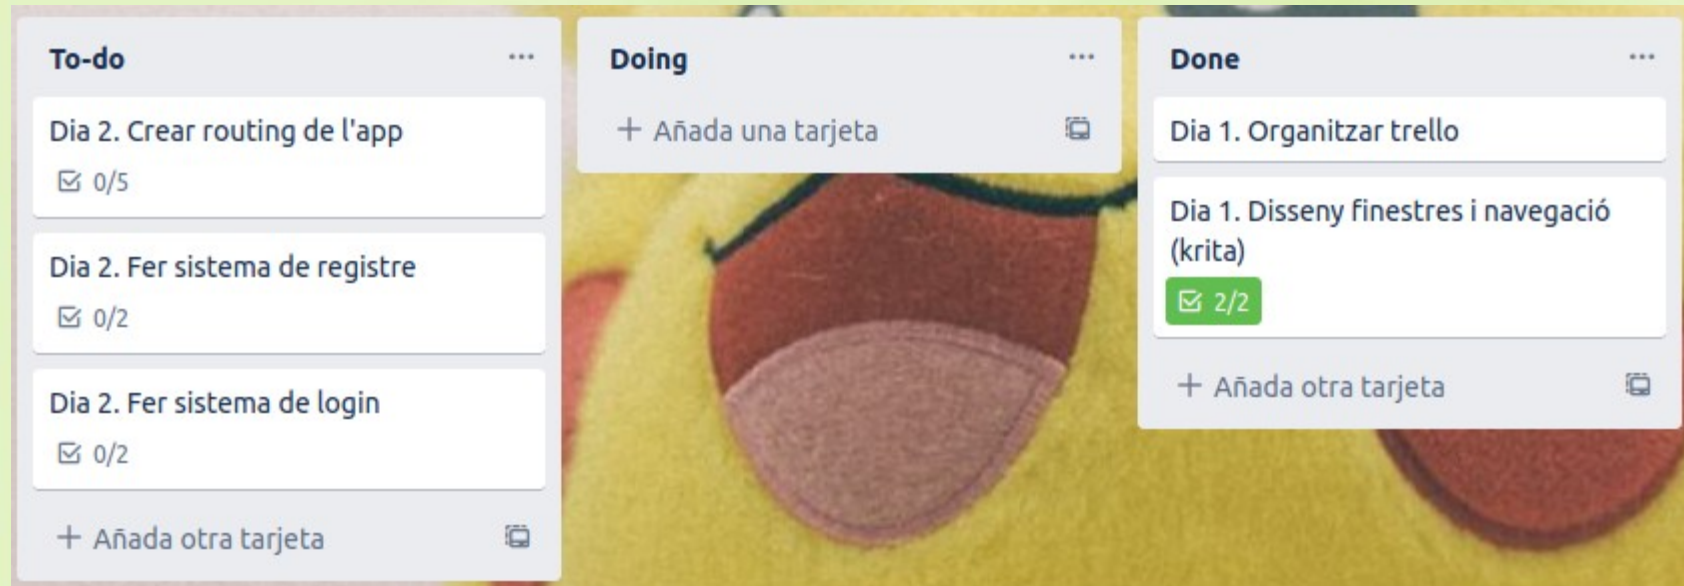 To-do
Dia 2. Crear routing de l'app
0/5
Dia 2. Fer sistema de registre
0/2
Dia 2. Fer sistema de login
0/2
+ Añada otra tarjeta
Doing
+ Añada una tarjeta
Done
Dia 1. Organitzar trello
Dia 1. Disseny finestres i navegació
(krita)
2/2
+ Añada otra tarjeta